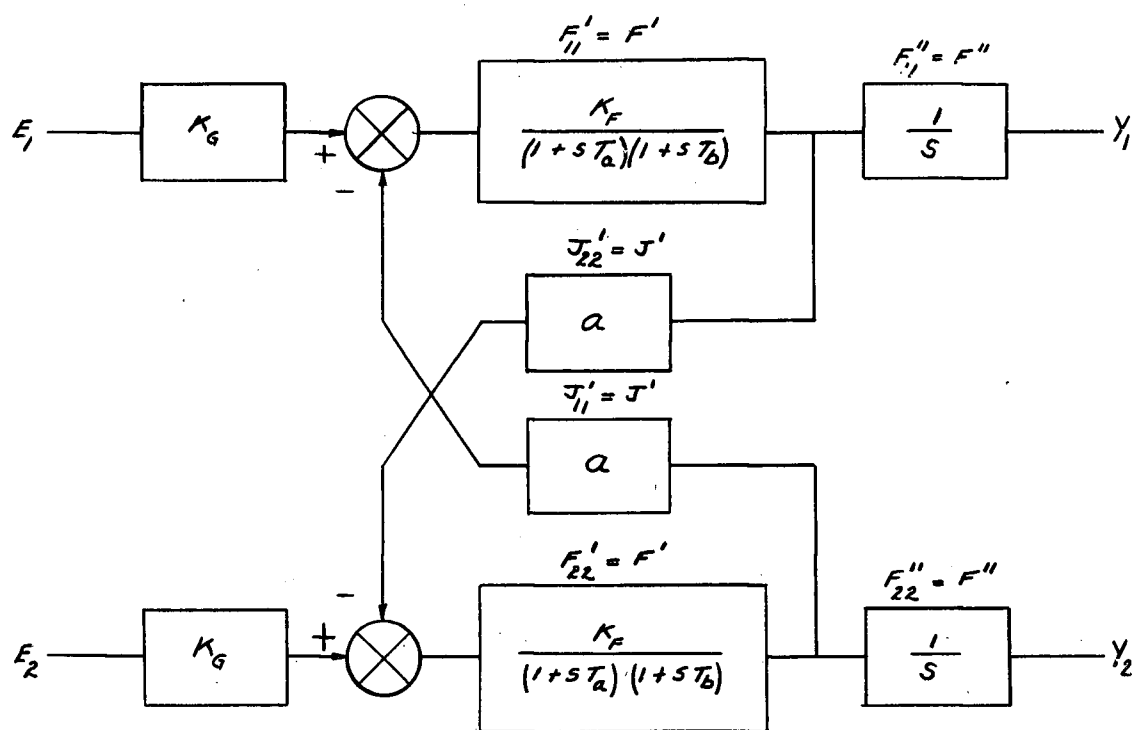 F₁₁' = F'
F₁₁'' = F''
E₁
K_G
+
−
K_F
(1 + S T_a)(1 + S T_b)
1
S
Y₁
J₂₂' = J'
a
J₁₁' = J'
a
F₂₂' = F'
F₂₂'' = F''
E₂
K_G
−
+
K_F
(1 + S T_a) (1 + S T_b)
1
S
Y₂